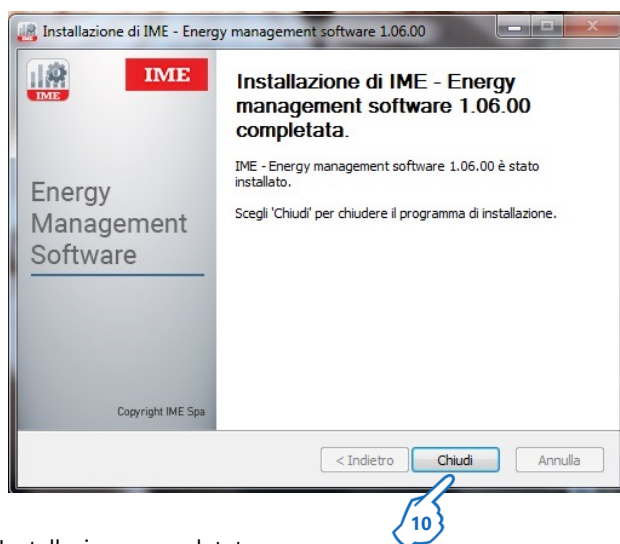 Installazione di IME - Energy management software 1.06.00
IME
IME
Energy
Management
Software
Copyright IME Spa
Installazione di IME - Energy
management software 1.06.00
completata.
IME - Energy management software 1.06.00 è stato
installato.
Scegli 'Chiudi' per chiudere il programma di installazione.
< Indietro
Chiudi
Annulla
10